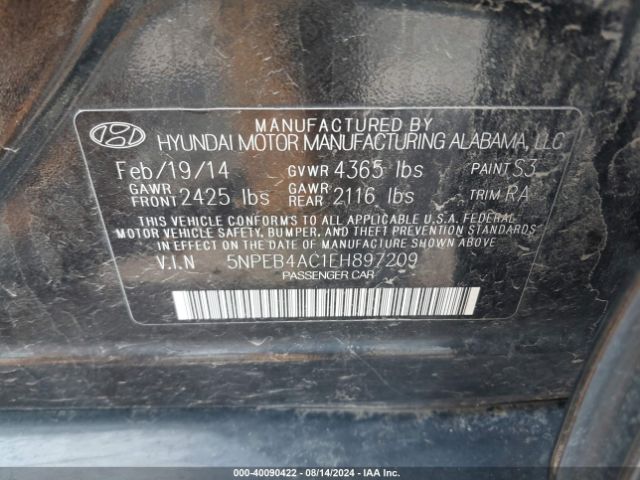 MANUFACTURED BY
HYUNDAI MOTOR MANUFACTURING ALABAMA, LLC
Feb/19/14 GVWR 4365 lbs PAINT S3
GAWR FRONT 2425 lbs GAWR REAR 2116 lbs TRIM RA
THIS VEHICLE CONFORMS TO ALL APPLICABLE U.S.A. FEDERAL
MOTOR VEHICLE SAFETY, BUMPER, AND THEFT PREVENTION
STANDARDS IN EFFECT ON THE DATE OF MANUFACTURE SHOWN ABOVE.
V.I.N 5NPEB4AC1EH897209
PASSENGER CAR
000-40090422 - 08/14/2024 - IAA Inc.